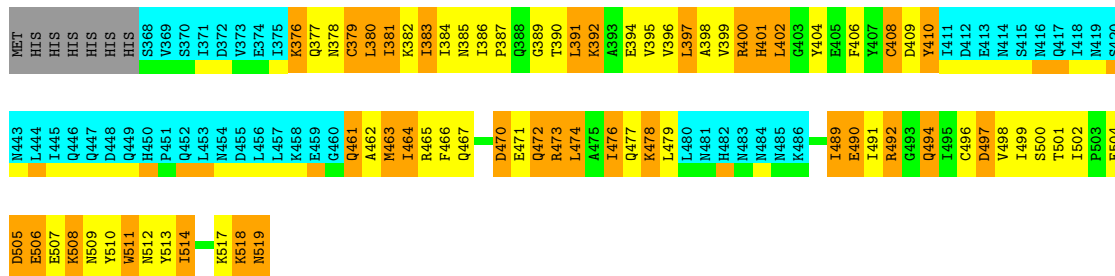 MET HIS HIS HIS HIS HIS HIS S368 V369 S370 I371 D372 V373 E374 I375 K376 Q377 N378 C379 L380 I381 K382 I383 I384 N385 I386 P387 Q388 G389 T390 L391 K392 A393 E394 V395 V396 L397 A398 V399 R400 H401 L402 G403 Y404 E405 F406 Y407 C408 D409 Y410 I411 D412 E413 N414 S415 N416 Q417 I418 N419
N443 L444 I445 Q446 Q447 D448 Q449 H450 P451 Q452 L453 N454 D455 L456 L457 K458 E459 G460 Q461 A462 M463 I464 R465 F466 Q467 D470 E471 Q472 R473 L474 A475 I476 Q477 K478 L479 L480 N481 H482 N483 N484 N485 K486 I489 E490 I491 R492 G493 Q494 I495 C496 D497 V498 I499 S500 T501 I502 P503
D505 E506 E507 K508 N509 Y510 W511 N512 Y513 I514 K517 K518 N519